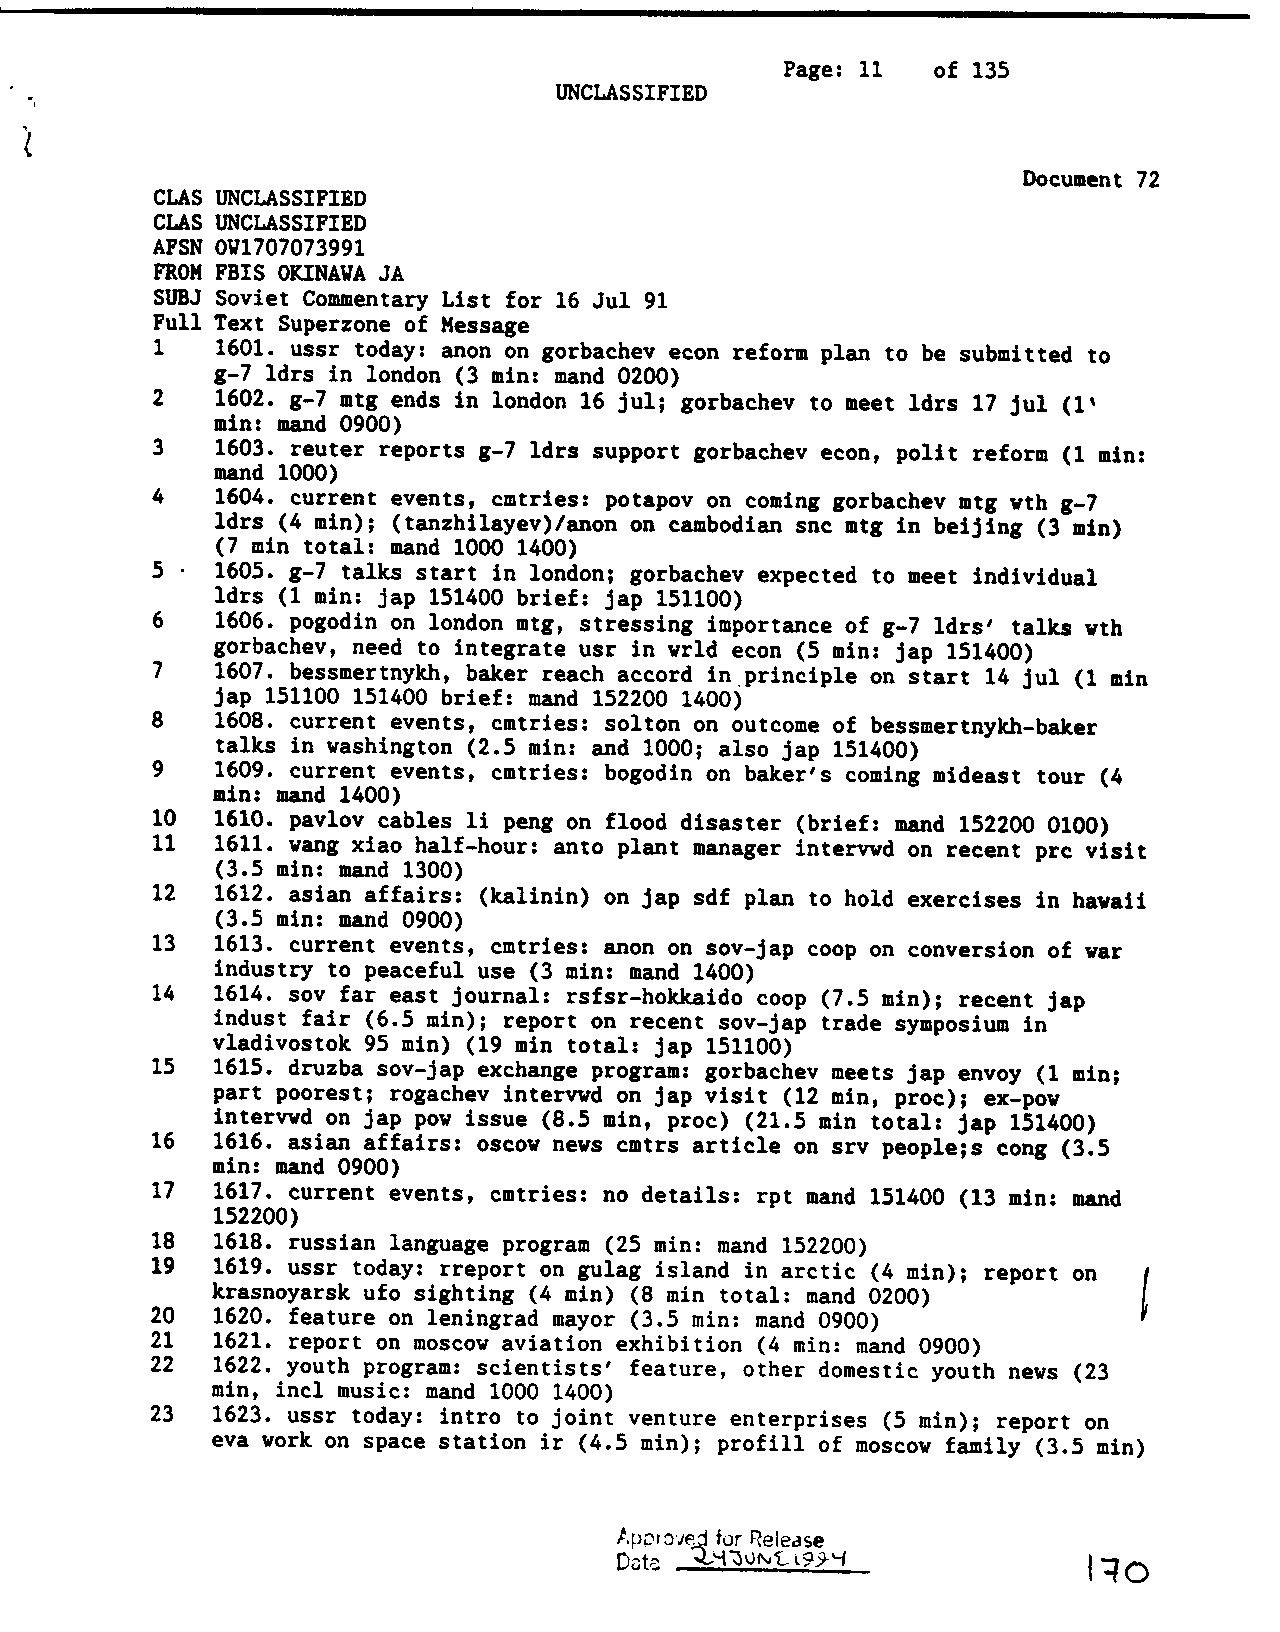 Page: 11 of 135
UNCLASSIFIED
Document 72
CLAS UNCLASSIFIED
CLAS UNCLASSIFIED
AFSN OW1707073991
FROM FBIS OKINAWA JA
SUBJ Soviet Commentary List for 16 Jul 91
Full Text Superzone of Message
1 1601. ussr today: anon on gorbachev econ reform plan to be submitted to
g-7 ldrs in london (3 min: mand 0200)
2 1602. g-7 mtg ends in london 16 jul; gorbachev to meet ldrs 17 jul (1'
min: mand 0900)
3 1603. reuter reports g-7 ldrs support gorbachev econ, polit reform (1 min:
mand 1000)
4 1604. current events, cmtries: potapov on coming gorbachev mtg wth g-7
ldrs (4 min); (tanzhilayev)/anon on cambodian snc mtg in beijing (3 min)
(7 min total: mand 1000 1400)
5 1605. g-7 talks start in london; gorbachev expected to meet individual
ldrs (1 min: jap 151400 brief: jap 151100)
6 1606. pogodin on london mtg, stressing importance of g-7 ldrs' talks wth
gorbachev, need to integrate usr in wrld econ (5 min: jap 151400)
7 1607. bessmertnykh, baker reach accord in principle on start 14 jul (1 min
jap 151100 151400 brief: mand 152200 1400)
8 1608. current events, cmtries: solton on outcome of bessmertnykh-baker
talks in washington (2.5 min: and 1000; also jap 151400)
9 1609. current events, cmtries: bogodin on baker's coming mideast tour (4
min: mand 1400)
10 1610. pavlov cables li peng on flood disaster (brief: mand 152200 0100)
11 1611. wang xiao half-hour: anto plant manager intervwd on recent prc visit
(3.5 min: mand 1300)
12 1612. asian affairs: (kalinin) on jap sdf plan to hold exercises in hawaii
(3.5 min: mand 0900)
13 1613. current events, cmtries: anon on sov-jap coop on conversion of war
industry to peaceful use (3 min: mand 1400)
14 1614. sov far east journal: rsfsr-hokkaido coop (7.5 min); recent jap
indust fair (6.5 min); report on recent sov-jap trade symposium in
vladivostok 95 min) (19 min total: jap 151100)
15 1615. druzba sov-jap exchange program: gorbachev meets jap envoy (1 min;
part poorest; rogachev intervwd on jap visit (12 min, proc); ex-pow
intervwd on jap pow issue (8.5 min, proc) (21.5 min total: jap 151400)
16 1616. asian affairs: oscow news cmtrs article on srv people;s cong (3.5
min: mand 0900)
17 1617. current events, cmtries: no details: rpt mand 151400 (13 min: mand
152200)
18 1618. russian language program (25 min: mand 152200)
19 1619. ussr today: rreport on gulag island in arctic (4 min); report on
krasnoyarsk ufo sighting (4 min) (8 min total: mand 0200)
20 1620. feature on leningrad mayor (3.5 min: mand 0900)
21 1621. report on moscow aviation exhibition (4 min: mand 0900)
22 1622. youth program: scientists' feature, other domestic youth news (23
min, incl music: mand 1000 1400)
23 1623. ussr today: intro to joint venture enterprises (5 min); report on
eva work on space station ir (4.5 min); profill of moscow family (3.5 min)
Approved for Release
Date 24 JUNE 1994
170